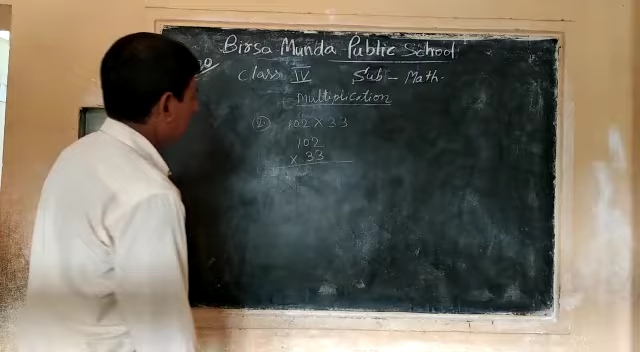 Birsa Munda Public School
Class IV Sub - Math.
Multiplication
102 X 33
102
x 33